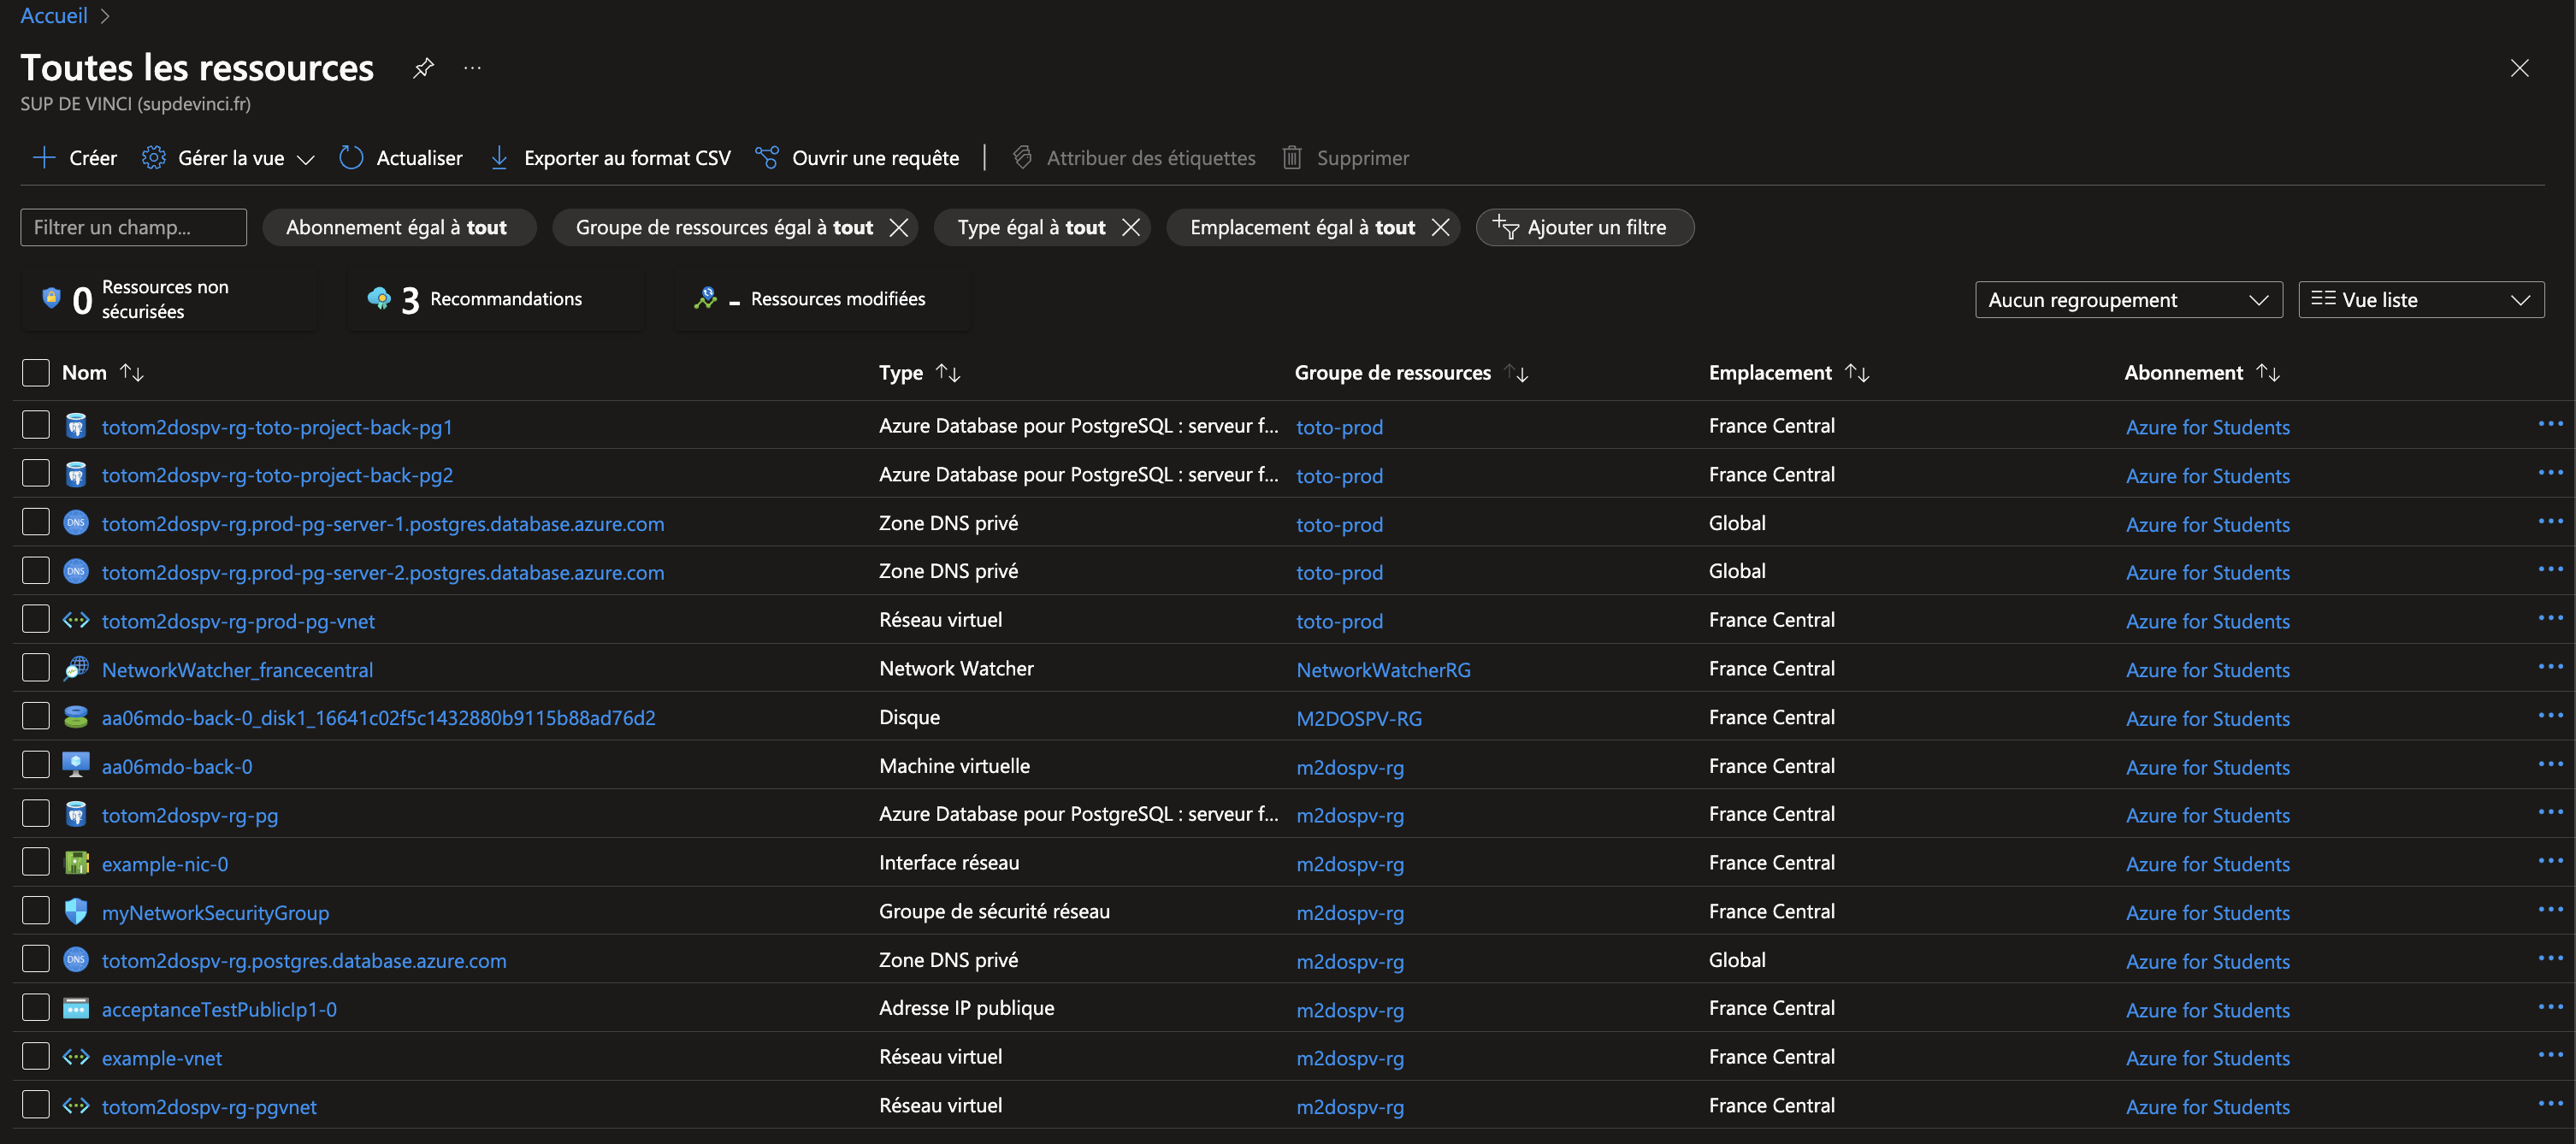 Accueil
Toutes les ressources
SUP DE VINCI (supdevinci.fr)
Créer Gérer la vue Actualiser Exporter au format CSV Ouvrir une requête Attribuer des étiquettes Supprimer
Filtrer un champ... Abonnement égal à tout Groupe de ressources égal à tout Type égal à tout Emplacement égal à tout Ajouter un filtre
0 Ressources non sécurisées 3 Recommandations - Ressources modifiées Aucun regroupement Vue liste
Nom Type Groupe de ressources Emplacement Abonnement
totom2dospv-rg-toto-project-back-pg1 Azure Database pour PostgreSQL : serveur f... toto-prod France Central Azure for Students
totom2dospv-rg-toto-project-back-pg2 Azure Database pour PostgreSQL : serveur f... toto-prod France Central Azure for Students
DNS totom2dospv-rg.prod-pg-server-1.postgres.database.azure.com Zone DNS privé toto-prod Global Azure for Students
DNS totom2dospv-rg.prod-pg-server-2.postgres.database.azure.com Zone DNS privé toto-prod Global Azure for Students
totom2dospv-rg-prod-pg-vnet Réseau virtuel toto-prod France Central Azure for Students
NetworkWatcher_francecentral Network Watcher NetworkWatcherRG France Central Azure for Students
aa06mdo-back-0_disk1_16641c02f5c1432880b9115b88ad76d2 Disque M2DOSPV-RG France Central Azure for Students
aa06mdo-back-0 Machine virtuelle m2dospv-rg France Central Azure for Students
totom2dospv-rg-pg Azure Database pour PostgreSQL : serveur f... m2dospv-rg France Central Azure for Students
example-nic-0 Interface réseau m2dospv-rg France Central Azure for Students
myNetworkSecurityGroup Groupe de sécurité réseau m2dospv-rg France Central Azure for Students
DNS totom2dospv-rg.postgres.database.azure.com Zone DNS privé m2dospv-rg Global Azure for Students
acceptanceTestPublicIp1-0 Adresse IP publique m2dospv-rg France Central Azure for Students
example-vnet Réseau virtuel m2dospv-rg France Central Azure for Students
totom2dospv-rg-pgvnet Réseau virtuel m2dospv-rg France Central Azure for Students